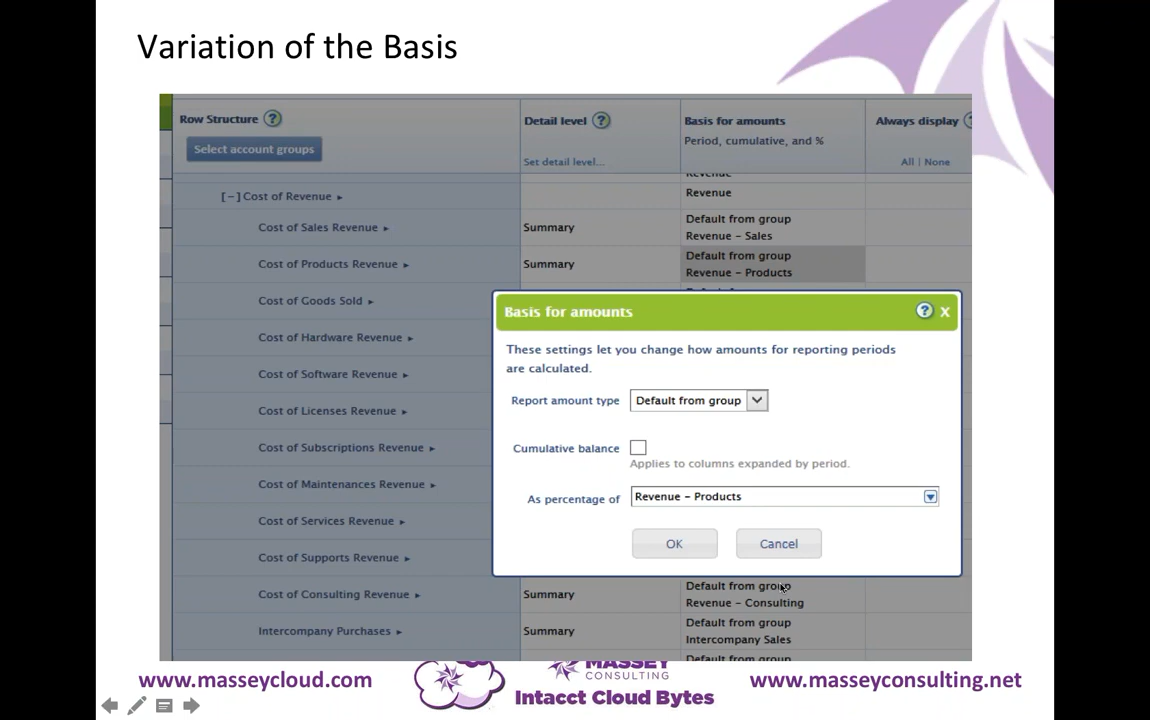 Variation of the Basis
Row Structure ?
Select account groups
Detail level ?
Set detail level...
Basis for amounts
Period, cumulative, and %
Always display ?
All | None
Revenue
[-] Cost of Revenue ▸
Revenue
Cost of Sales Revenue ▸
Summary
Default from group
Revenue - Sales
Cost of Products Revenue ▸
Summary
Default from group
Revenue - Products
Cost of Goods Sold ▸
Cost of Hardware Revenue ▸
Cost of Software Revenue ▸
Cost of Licenses Revenue ▸
Cost of Subscriptions Revenue ▸
Cost of Maintenances Revenue ▸
Cost of Services Revenue ▸
Cost of Supports Revenue ▸
Basis for amounts ? X
These settings let you change how amounts for reporting periods
are calculated.
Report amount type Default from group
Cumulative balance
Applies to columns expanded by period.
As percentage of Revenue - Products
OK Cancel
Cost of Consulting Revenue ▸
Summary
Default from group
Revenue - Consulting
Intercompany Purchases ▸
Summary
Default from group
Intercompany Sales
Default from group
www.masseycloud.com
MASSEY
CONSULTING
Intacct Cloud Bytes
www.masseyconsulting.net